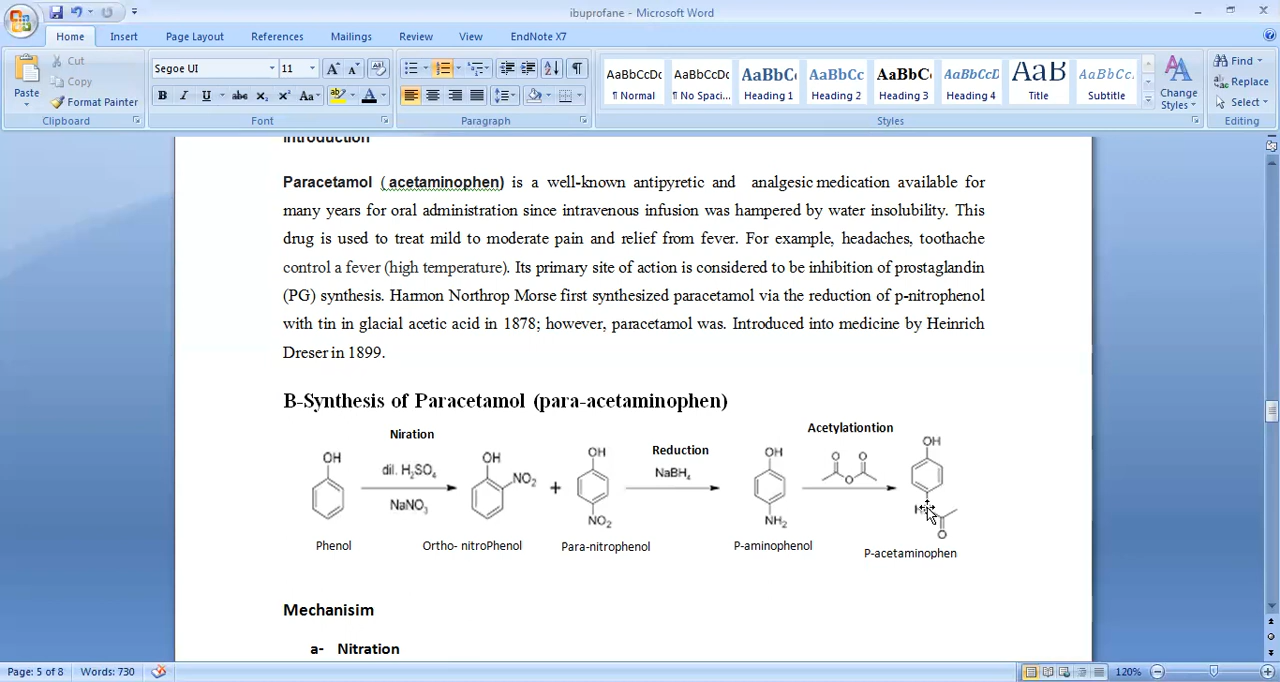 ibuprofane - Microsoft Word
Home Insert Page Layout References Mailings Review View EndNote X7
Paste
Cut
Copy
Format Painter
Clipboard
Segoe UI 11
B I U abc X₂ X² Aa
Font
Paragraph
AaBbCcDc AaBbCcDc AaBbC AaBbCc AaBbC AaBbCcD AaB AaBbCc.
¶ Normal ¶ No Spaci... Heading 1 Heading 2 Heading 3 Heading 4 Title Subtitle
Change Styles
Styles
Find
Replace
Select
Editing
Introduction
Paracetamol ( acetaminophen) is a well-known antipyretic and analgesic medication available for
many years for oral administration since intravenous infusion was hampered by water insolubility. This
drug is used to treat mild to moderate pain and relief from fever. For example, headaches, toothache
control a fever (high temperature). Its primary site of action is considered to be inhibition of prostaglandin
(PG) synthesis. Harmon Northrop Morse first synthesized paracetamol via the reduction of p-nitrophenol
with tin in glacial acetic acid in 1878; however, paracetamol was. Introduced into medicine by Heinrich
Dreser in 1899.
B-Synthesis of Paracetamol (para-acetaminophen)
Niration Reduction Acetylationtion
OH dil. H₂SO₄ NaNO₃ OH NO₂ + OH NO₂ NaBH₄ OH NH₂ O O O OH O
Phenol Ortho- nitroPhenol Para-nitrophenol P-aminophenol P-acetaminophen
Mechanisim
a- Nitration
Page: 5 of 8 Words: 730 120%